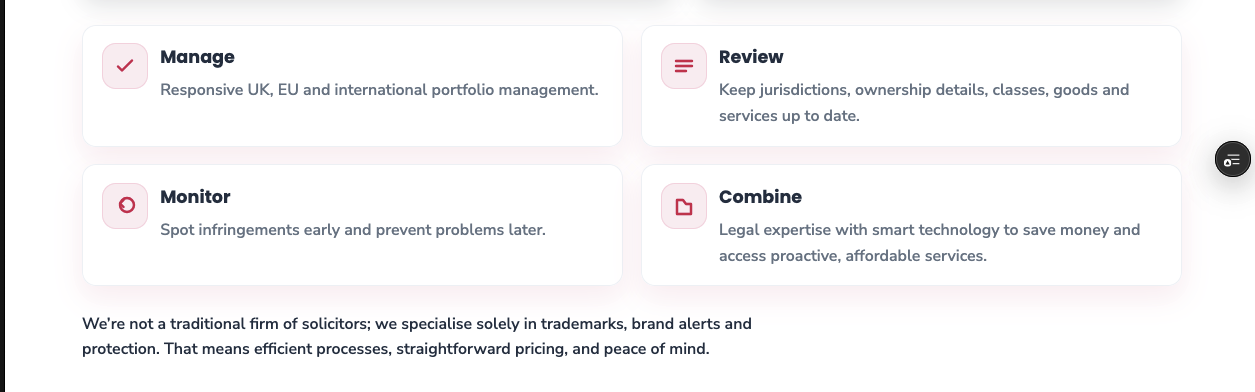 Manage
Responsive UK, EU and international portfolio management.
Review
Keep jurisdictions, ownership details, classes, goods and
services up to date.
Monitor
Spot infringements early and prevent problems later.
Combine
Legal expertise with smart technology to save money and
access proactive, affordable services.
We're not a traditional firm of solicitors; we specialise solely in trademarks, brand alerts and
protection. That means efficient processes, straightforward pricing, and peace of mind.